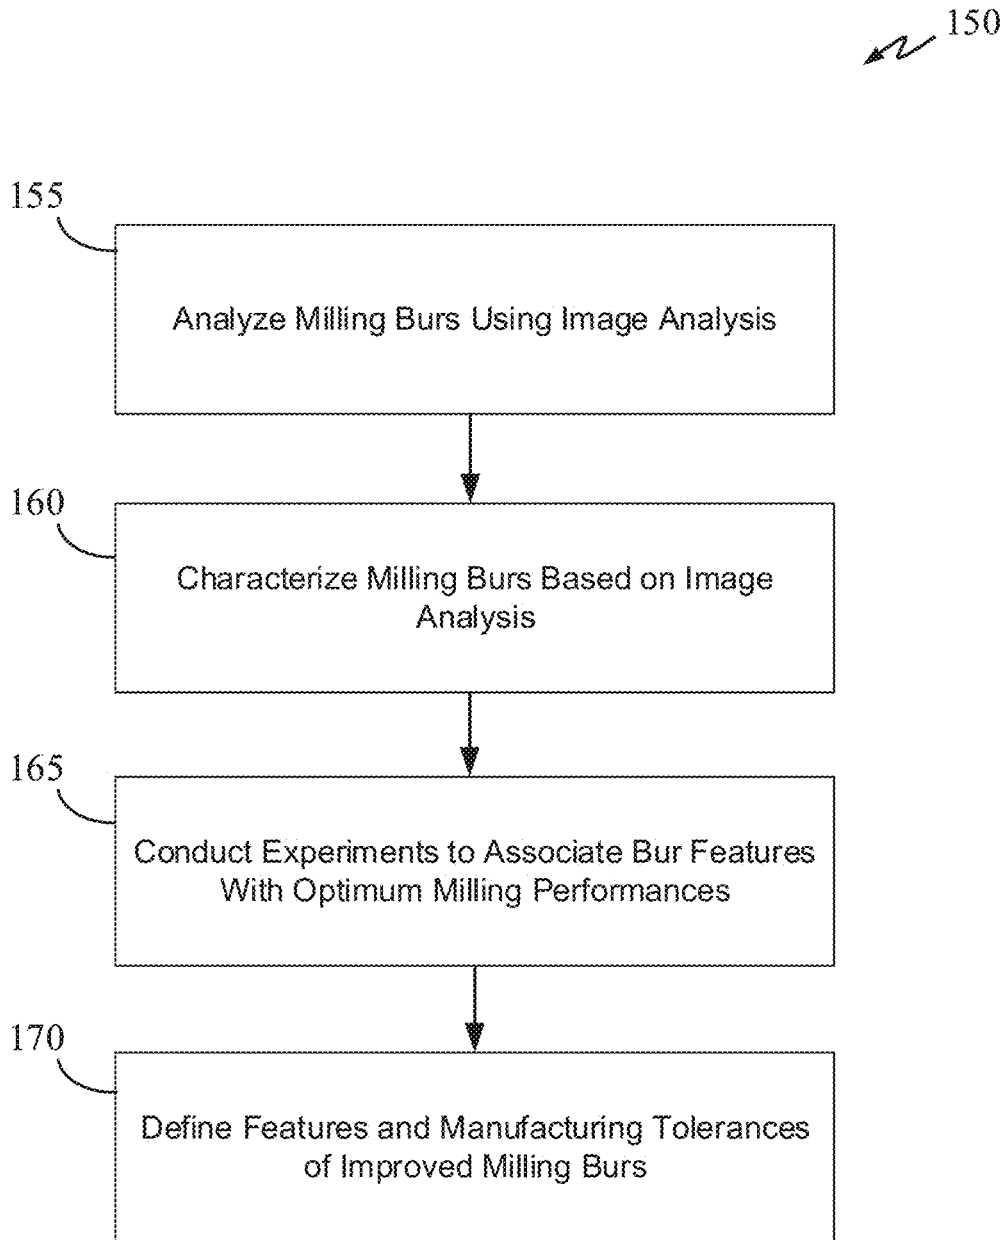 150
155
Analyze Milling Burs Using Image Analysis
160
Characterize Milling Burs Based on Image
Analysis
165
Conduct Experiments to Associate Bur Features
With Optimum Milling Performances
170
Define Features and Manufacturing Tolerances
of Improved Milling Burs